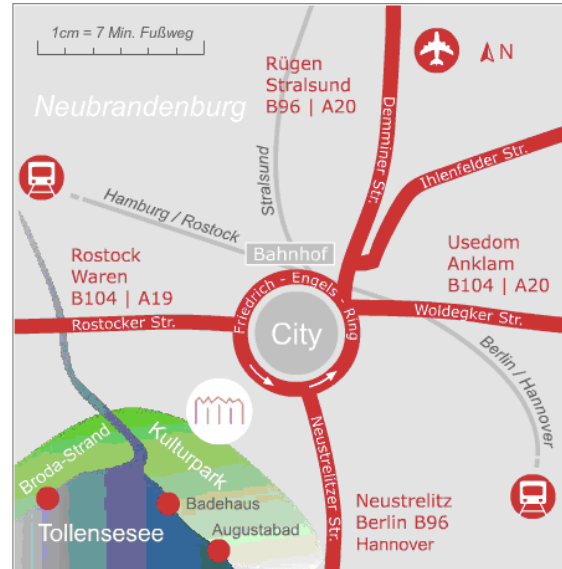 1cm = 7 Min. Fußweg
N
Rügen
Stralsund
B96 | A20
Neubrandenburg
Demminer Str.
Ihlenfelder Str.
Stralsund
Hamburg / Rostock
Bahnhof
Rostock
Waren
B104 | A19
Usedom
Anklam
B104 | A20
Friedrich - Engels - Ring
Rostocker Str.
City
Woldegker Str.
Berlin / Hannover
Broda-Strand
Kulturpark
Neustrelitzer Str.
Badehaus
Tollensesee
Augustabad
Neustrelitz
Berlin B96
Hannover